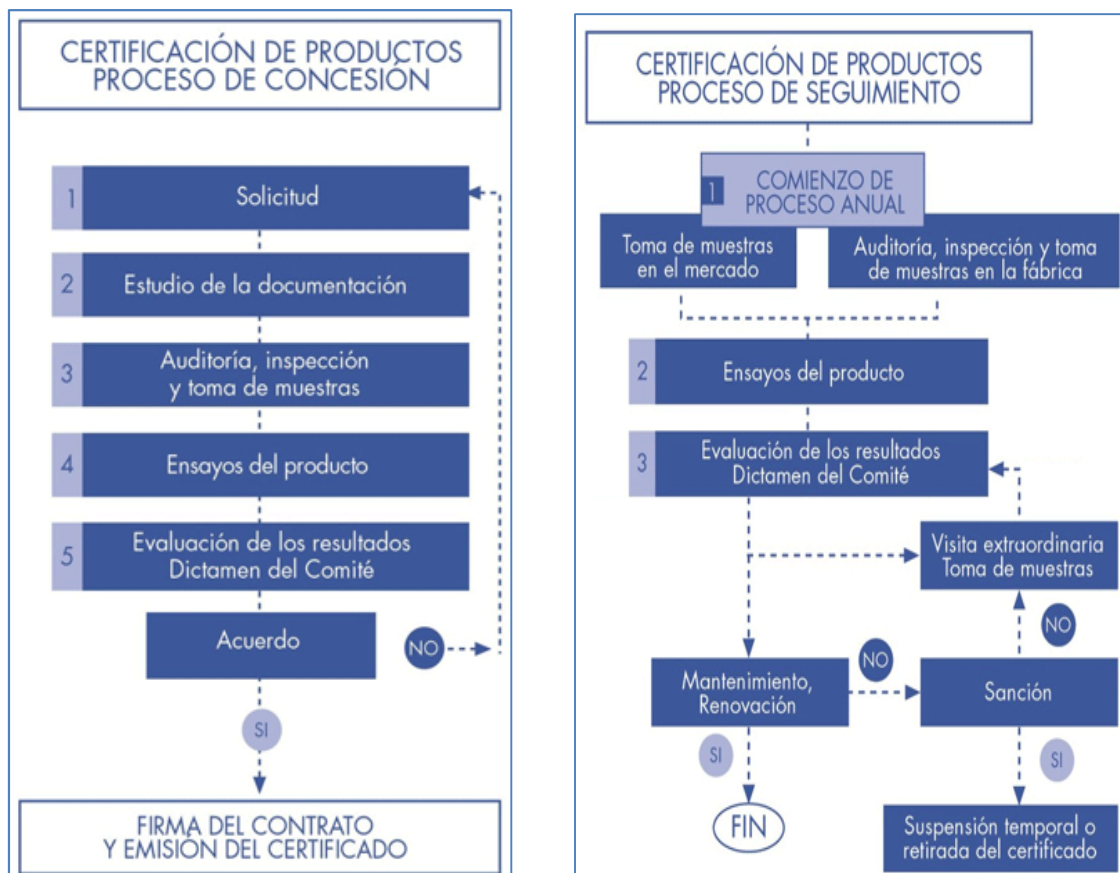 CERTIFICACIÓN DE PRODUCTOS
PROCESO DE CONCESIÓN
1
Solicitud
2
Estudio de la documentación
3
Auditoría, inspección
y toma de muestras
4
Ensayos del producto
5
Evaluación de los resultados
Dictamen del Comité
Acuerdo
NO
SI
FIRMA DEL CONTRATO
Y EMISIÓN DEL CERTIFICADO
CERTIFICACIÓN DE PRODUCTOS
PROCESO DE SEGUIMIENTO
1
COMIENZO DE
PROCESO ANUAL
Toma de muestras
en el mercado
Auditoría, inspección y toma
de muestras en la fábrica
2
Ensayos del producto
3
Evaluación de los resultados
Dictamen del Comité
Visita extraordinaria
Toma de muestras
NO
NO
Mantenimiento,
Renovación
Sanción
SI
SI
FIN
Suspensión temporal o
retirada del certificado